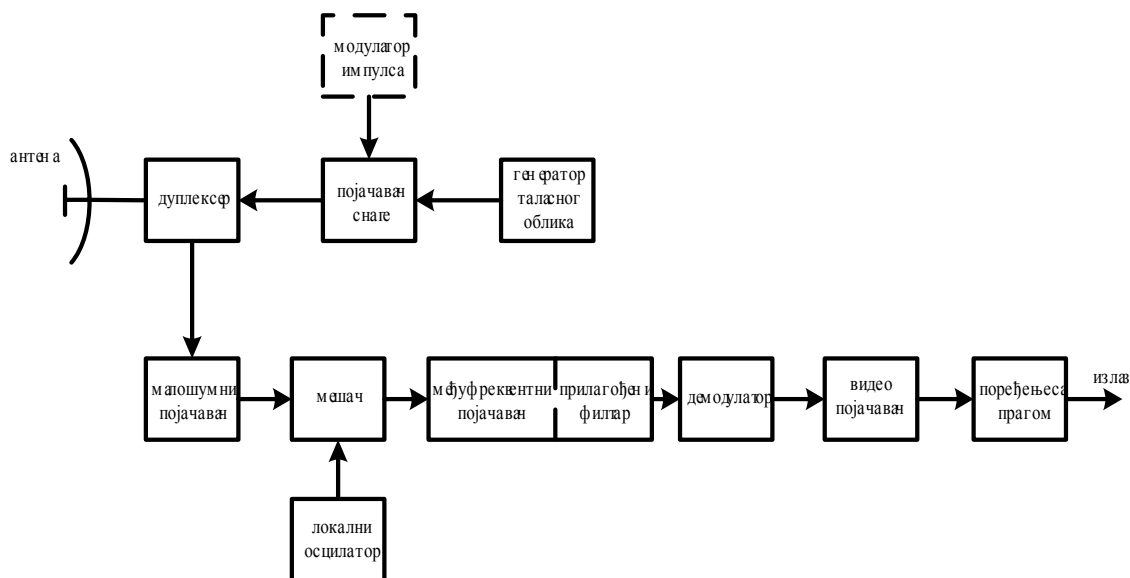 модулатор
импулса
антена
дуплексер
појачавач
снаге
генератор
таласног
облика
малошумни
појачавач
мешач
међуфреквентни
појачавач
прилагођени
филтар
демодулатор
видео
појачавач
поређење са
прагом
излаз
локални
осцилатор